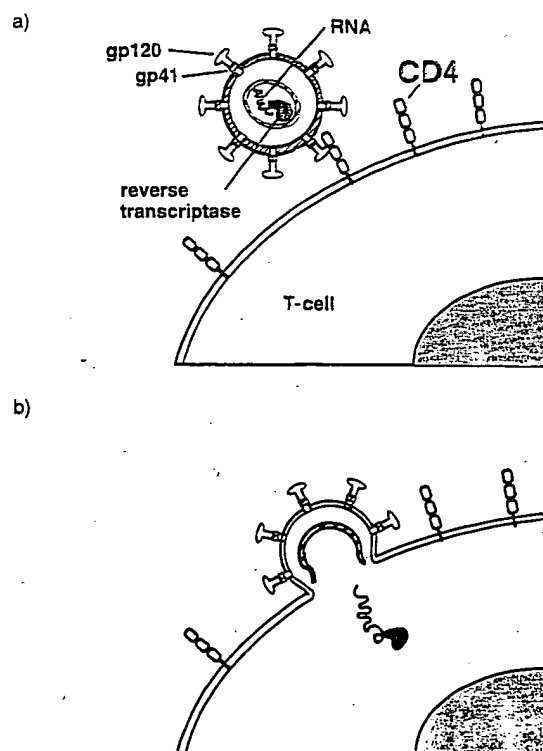 a)
RNA
gp120
gp41
CD4
reverse
transcriptase
T-cell
b)